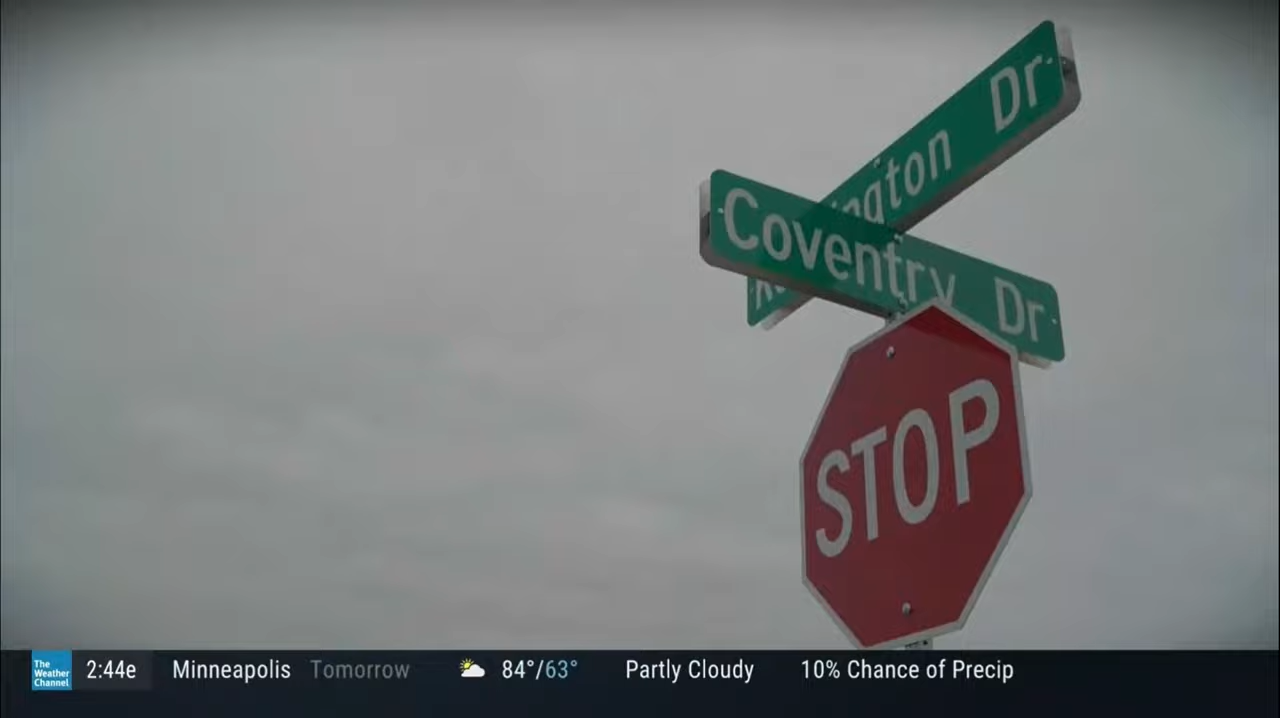 Dr
Coventry Dr
STOP
The
Weather
Channel
2:44e
Minneapolis Tomorrow
84°/63°
Partly Cloudy
10% Chance of Precip